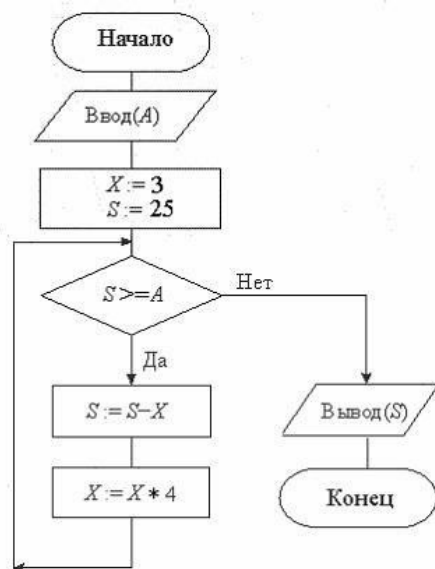 Начало
Ввод(A)
X := 3
S := 25
S >= A
Нет
Да
S := S – X
X := X * 4
Вывод(S)
Конец